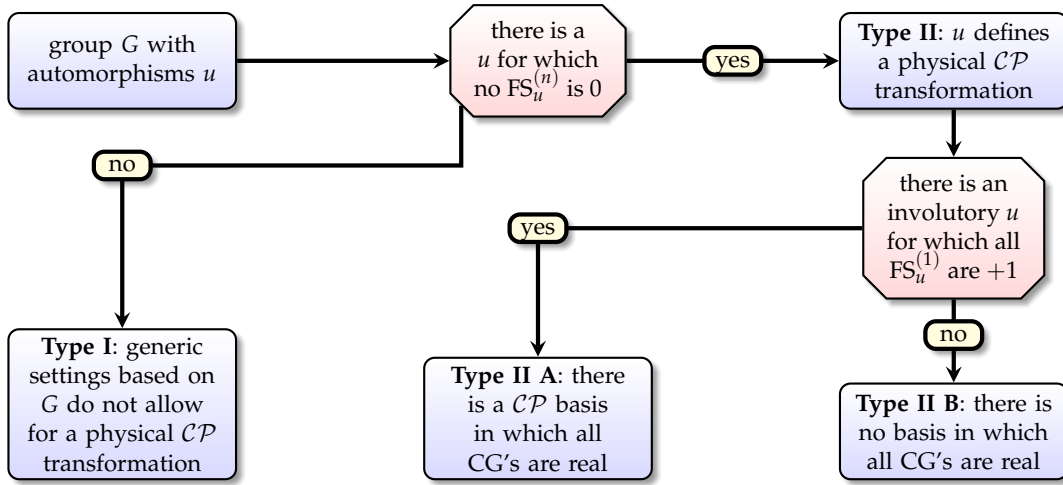 group G with
automorphisms u
there is a
u for which
no FS_u^{(n)} is 0
yes
Type II: u defines
a physical 𝒞𝒫
transformation
no
there is an
involutory u
for which all
FS_u^{(1)} are +1
yes
no
Type I: generic
settings based on
G do not allow
for a physical 𝒞𝒫
transformation
Type II A: there
is a 𝒞𝒫 basis
in which all
CG's are real
Type II B: there is
no basis in which
all CG's are real